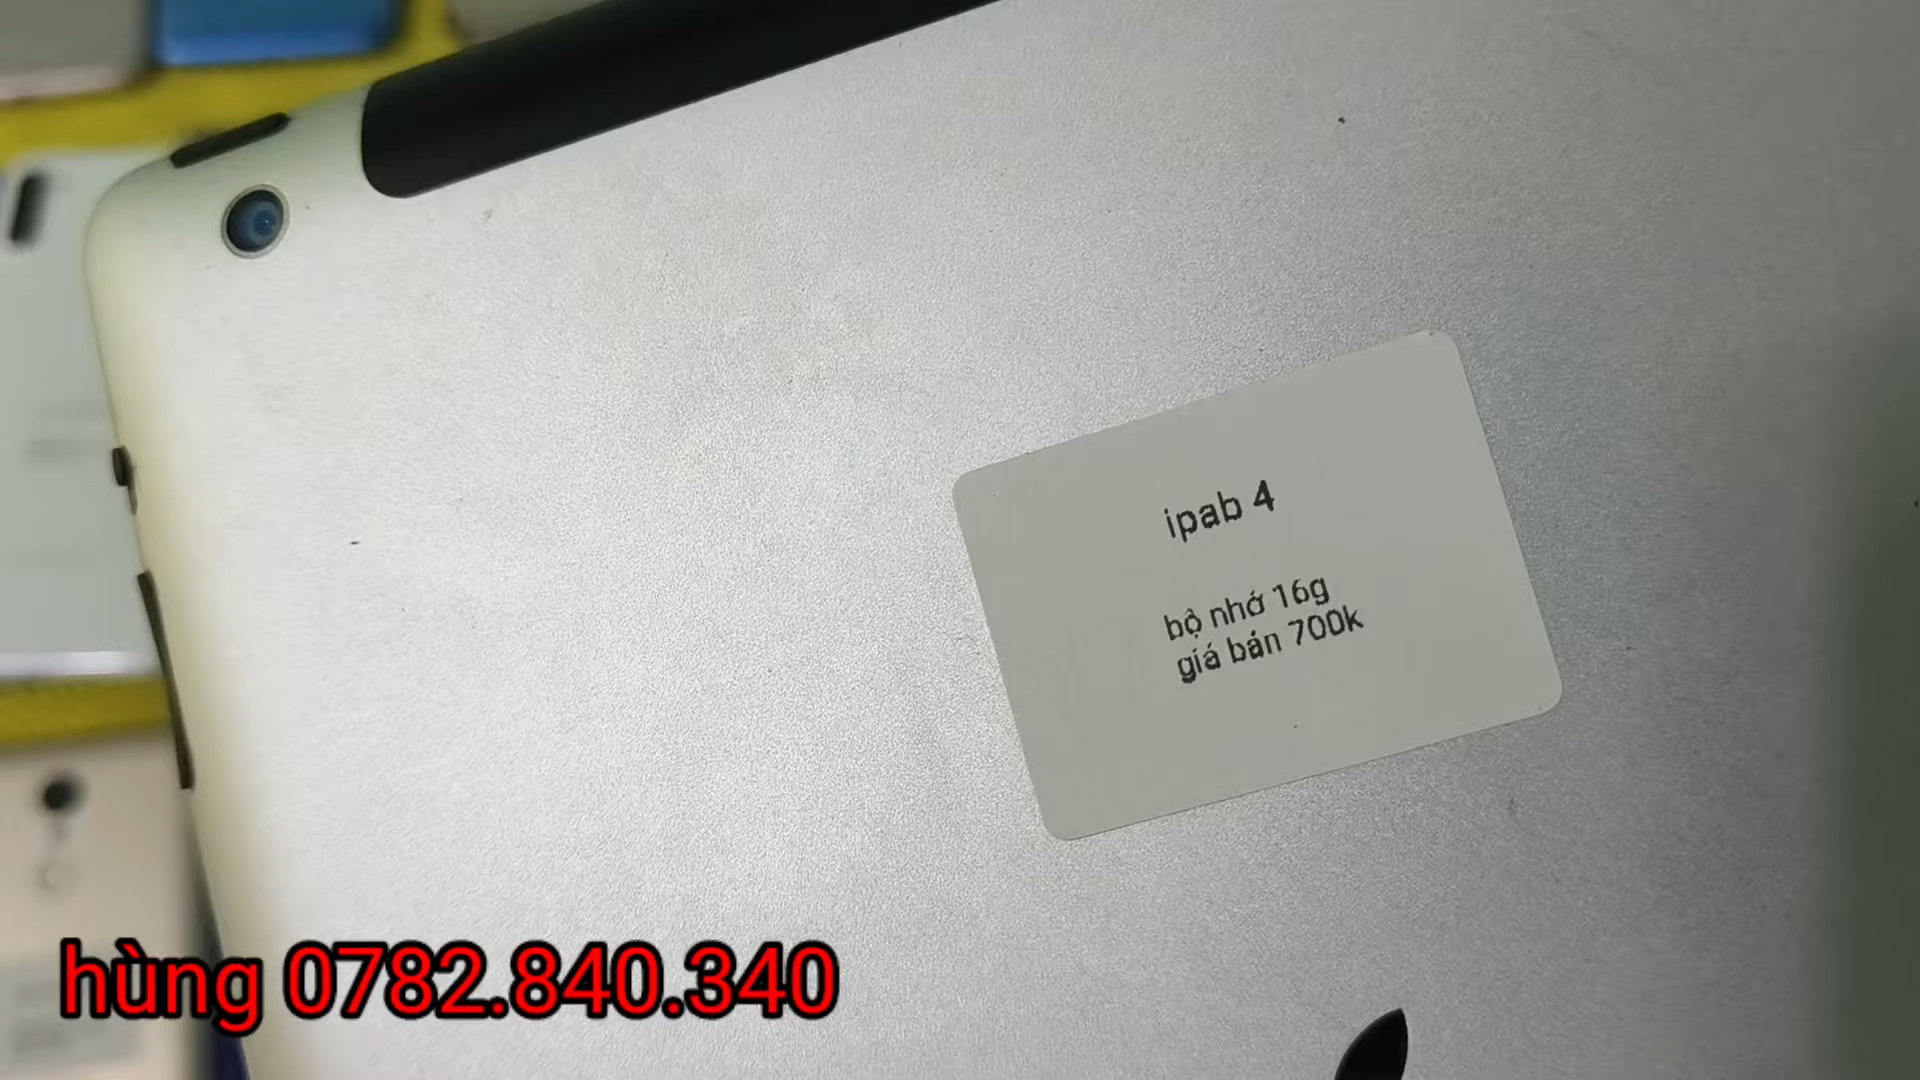 ipab 4
bộ nhớ 16g
giá bán 700k
hùng 0782.840.340